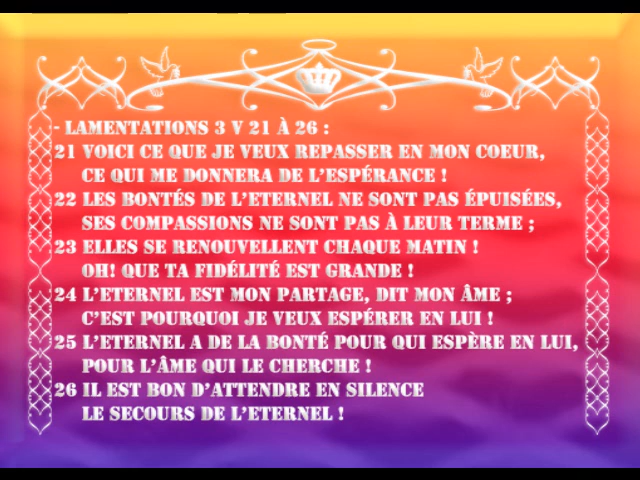 - LAMENTATIONS 3 V 21 À 26 :
21 VOICI CE QUE JE VEUX REPASSER EN MON COEUR,
CE QUI ME DONNERA DE L'ESPÉRANCE !
22 LES BONTÉS DE L'ETERNEL NE SONT PAS ÉPUISÉES,
SES COMPASSIONS NE SONT PAS À LEUR TERME ;
23 ELLES SE RENOUVELLENT CHAQUE MATIN !
OH! QUE TA FIDÉLITÉ EST GRANDE !
24 L'ETERNEL EST MON PARTAGE, DIT MON ÂME ;
C'EST POURQUOI JE VEUX ESPÉRER EN LUI !
25 L'ETERNEL A DE LA BONTÉ POUR QUI ESPÈRE EN LUI,
POUR L'ÂME QUI LE CHERCHE !
26 IL EST BON D'ATTENDRE EN SILENCE
LE SECOURS DE L'ETERNEL !